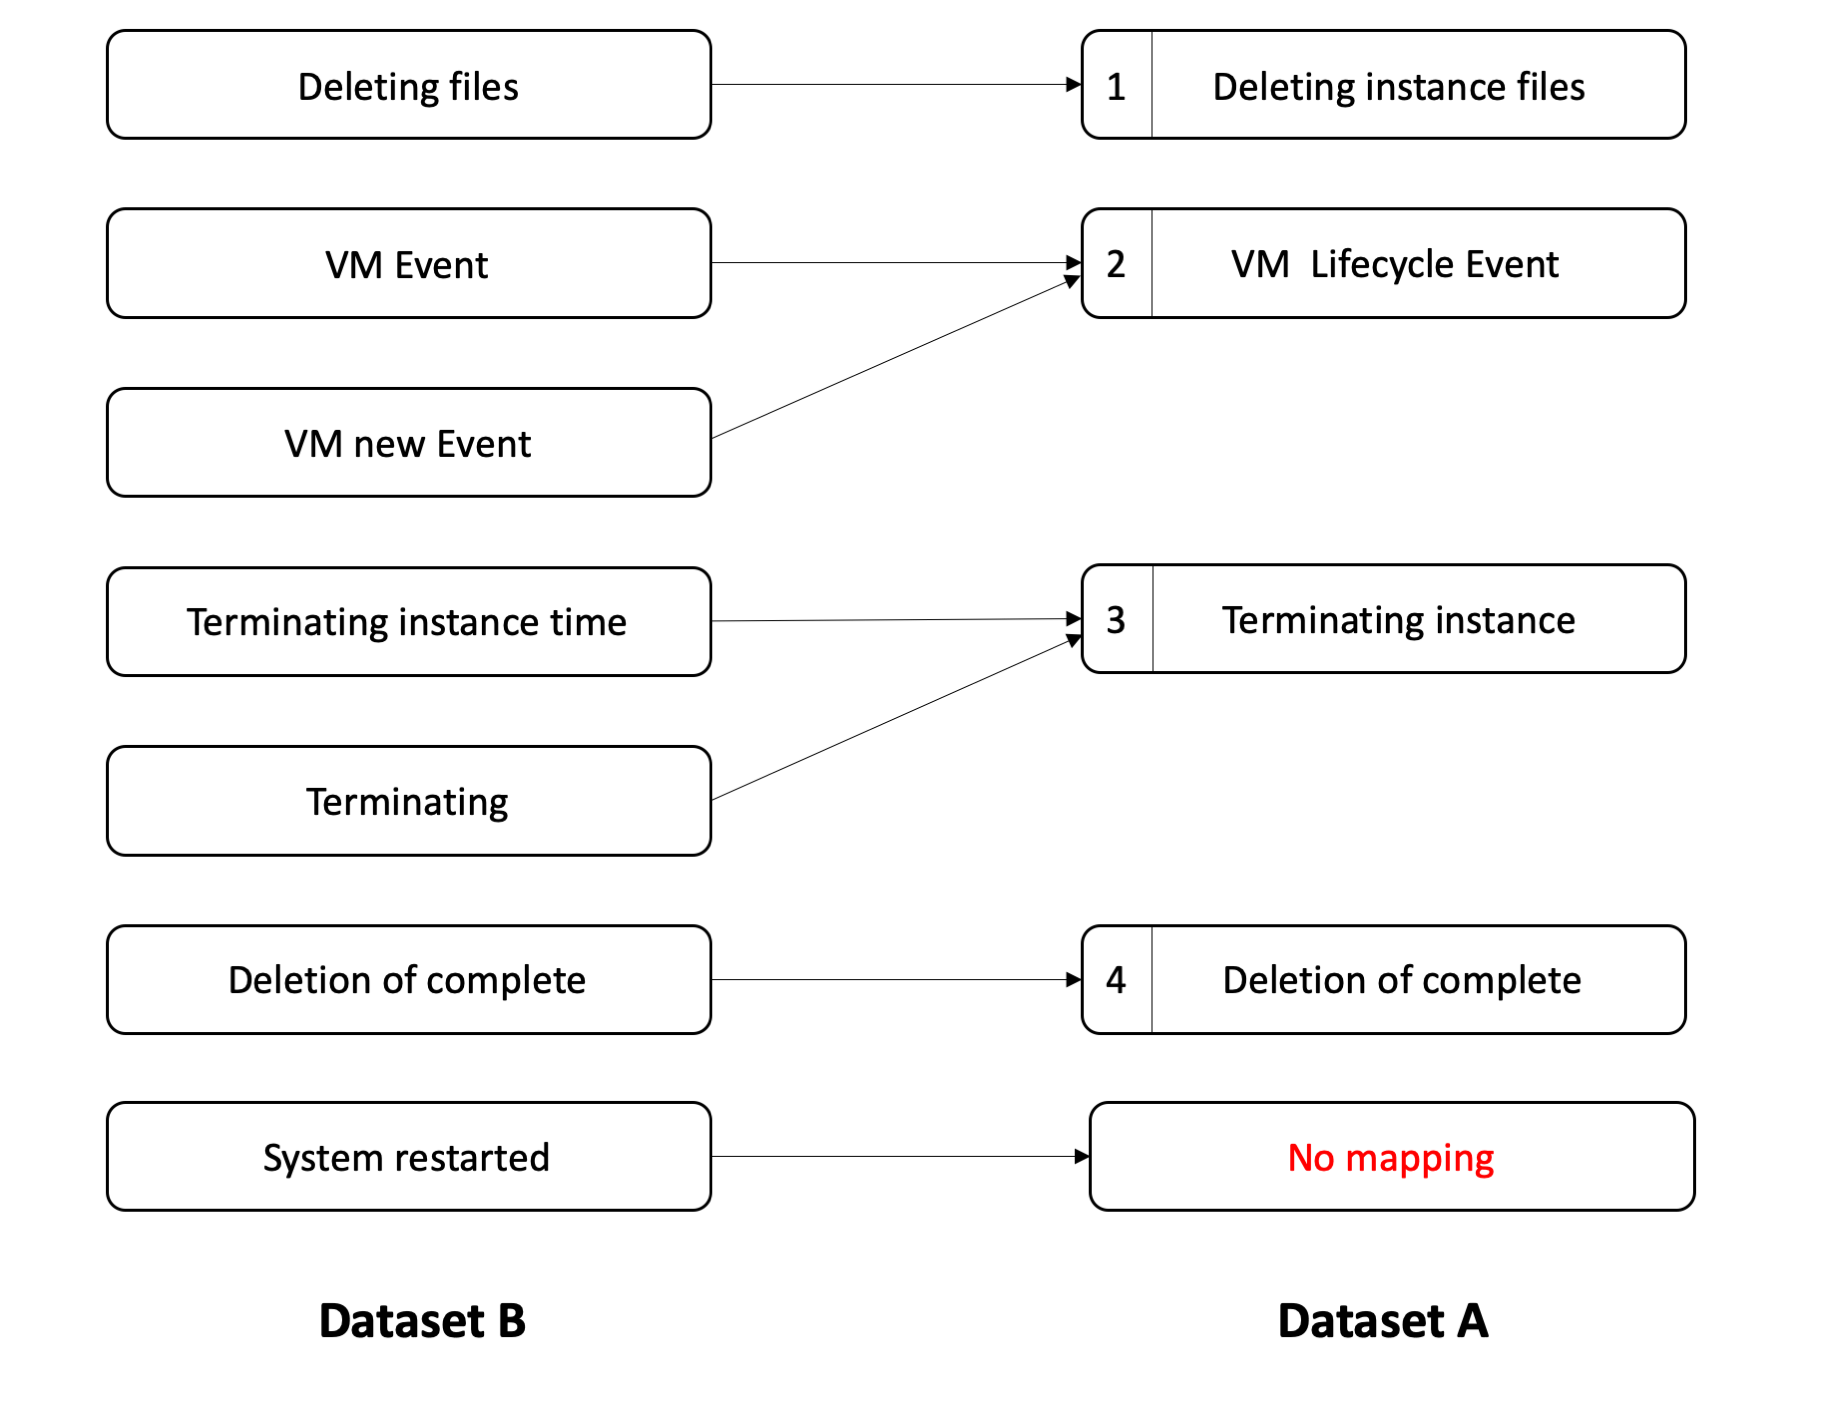 Deleting files
1 Deleting instance files
VM Event
2 VM Lifecycle Event
VM new Event
Terminating instance time
3 Terminating instance
Terminating
Deletion of complete
4 Deletion of complete
System restarted
No mapping
Dataset B
Dataset A